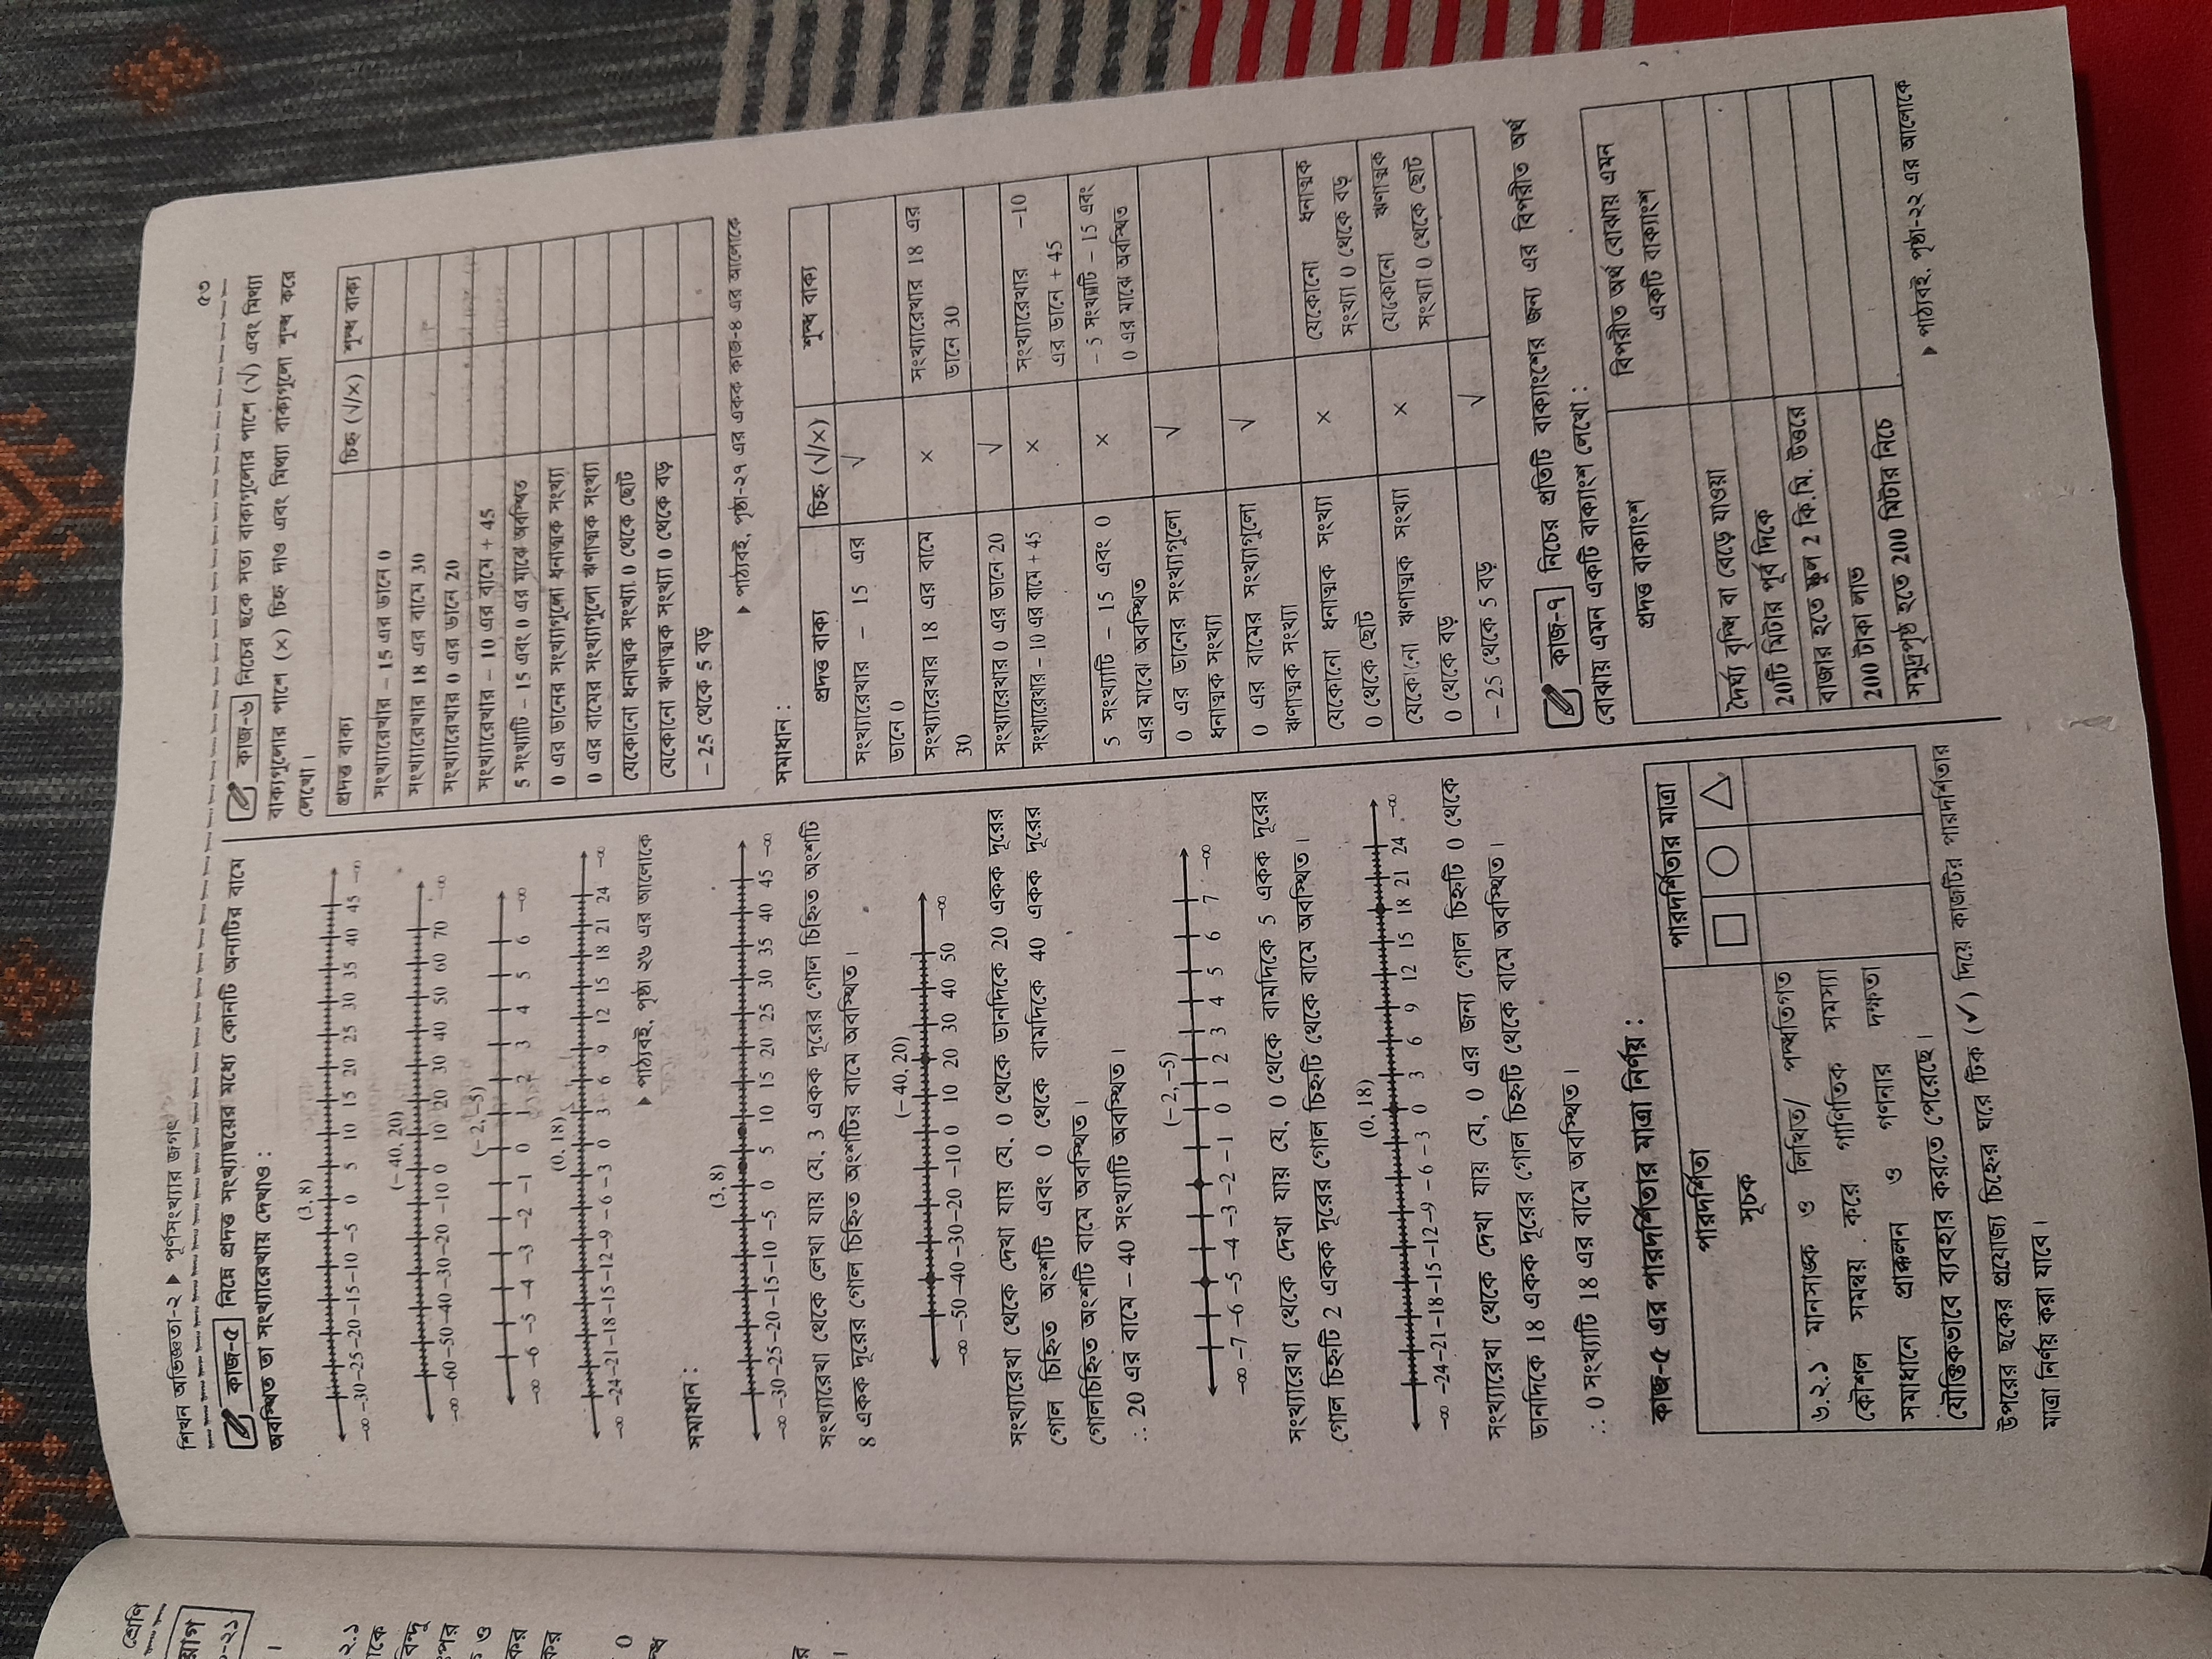 শ্রেণি
-২১
শিখন অভিজ্ঞতা-২ ▶ পূর্ণসংখ্যার জগৎ
৫৩
কাজ-৫ নিম্নে প্রদত্ত সংখ্যাদ্বয়ের মধ্যে কোনটি অন্যটির বামে
অবস্থিত তা সংখ্যারেখায় দেখাও :
(3, 8)
–∞ –30 –25 –20 –15 –10 –5 0 5 10 15 20 25 30 35 40 45 –∞
(– 40, 20)
–∞ –60 –50 –40 –30 –20 –10 0 10 20 30 40 50 60 70 –∞
(– 2, –5)
–∞ –6 –5 –4 –3 –2 –1 0 1 2 3 4 5 6 –∞
(0, 18)
–∞ –24 –21 –18 –15 –12 –9 –6 –3 0 3 6 9 12 15 18 21 24 –∞
▶ পাঠ্যবই, পৃষ্ঠা ২৬ এর আলোকে
সমাধান :
(3, 8)
–∞ –30 –25 –20 –15 –10 –5 0 5 10 15 20 25 30 35 40 45 –∞
সংখ্যারেখা থেকে লেখা যায় যে, 3 একক দূরের গোল চিহ্নিত অংশটি
8 একক দূরের গোল চিহ্নিত অংশটির বামে অবস্থিত।
(– 40, 20)
–∞ –50 –40 –30 –20 –10 0 10 20 30 40 50 –∞
সংখ্যারেখা থেকে দেখা যায় যে, 0 থেকে ডানদিকে 20 একক দূরের
গোল চিহ্নিত অংশটি এবং 0 থেকে বামদিকে 40 একক দূরের
গোলচিহ্নিত অংশটি বামে অবস্থিত।
∴ 20 এর বামে – 40 সংখ্যাটি অবস্থিত।
(– 2, –5)
–∞ –7 –6 –5 –4 –3 –2 –1 0 1 2 3 4 5 6 7 –∞
সংখ্যারেখা থেকে দেখা যায় যে, 0 থেকে বামদিকে 5 একক দূরের
গোল চিহ্নটি 2 একক দূরের গোল চিহ্নটি থেকে বামে অবস্থিত।
(0, 18)
–∞ –24 –21 –18 –15 –12 –9 –6 –3 0 3 6 9 12 15 18 21 24 –∞
সংখ্যারেখা থেকে দেখা যায় যে, 0 এর জন্য গোল চিহ্নটি 0 থেকে
ডানদিকে 18 একক দূরের গোল চিহ্নটি থেকে বামে অবস্থিত।
∴ 0 সংখ্যাটি 18 এর বামে অবস্থিত।
কাজ-৫ এর পারদর্শিতার মাত্রা নির্ণয় :
পারদর্শিতা
সূচক
পারদর্শিতার মাত্রা
৬.২.১ মানসাঙ্ক ও লিখিত/ পদ্ধতিগত
কৌশল সমন্বয় করে গাণিতিক সমস্যা
সমাধানে প্রাক্কলন ও গণনার দক্ষতা
যৌক্তিকভাবে ব্যবহার করতে পেরেছে।
উপরের ছকের প্রযোজ্য চিহ্নের ঘরে টিক (✓) দিয়ে কাজটির পারদর্শিতার
মাত্রা নির্ণয় করা যাবে।
কাজ-৬ নিচের ছকে সত্য বাক্যগুলোর পাশে (√) এবং মিথ্যা
বাক্যগুলোর পাশে (×) চিহ্ন দাও এবং মিথ্যা বাক্যগুলো শুদ্ধ করে
লেখো।
প্রদত্ত বাক্য চিহ্ন (√/×) শুদ্ধ বাক্য
সংখ্যারেখার – 15 এর ডানে 0
সংখ্যারেখার 18 এর বামে 30
সংখ্যারেখার 0 এর ডানে 20
সংখ্যারেখার – 10 এর বামে + 45
5 সংখ্যাটি – 15 এবং 0 এর মাঝে অবস্থিত
0 এর ডানের সংখ্যাগুলো ধনাত্মক সংখ্যা
0 এর বামের সংখ্যাগুলো ঋণাত্মক সংখ্যা
যেকোনো ধনাত্মক সংখ্যা 0 থেকে ছোট
যেকোনো ঋণাত্মক সংখ্যা 0 থেকে বড়
– 25 থেকে 5 বড়
▶ পাঠ্যবই, পৃষ্ঠা-২৭ এর একক কাজ-৪ এর আলোকে
সমাধান :
প্রদত্ত বাক্য চিহ্ন (√/×) শুদ্ধ বাক্য
সংখ্যারেখার – 15 এর √
ডানে 0
সংখ্যারেখার 18 এর বামে × সংখ্যারেখার 18 এর
30 ডানে 30
সংখ্যারেখার 0 এর ডানে 20 √
সংখ্যারেখার – 10 এর বামে + 45 × সংখ্যারেখার –10
এর ডানে + 45
5 সংখ্যাটি – 15 এবং 0 × – 5 সংখ্যাটি – 15 এবং
এর মাঝে অবস্থিত 0 এর মাঝে অবস্থিত
0 এর ডানের সংখ্যাগুলো √
ধনাত্মক সংখ্যা
0 এর বামের সংখ্যাগুলো √
ঋণাত্মক সংখ্যা
যেকোনো ধনাত্মক সংখ্যা × যেকোনো ধনাত্মক
0 থেকে ছোট সংখ্যা 0 থেকে বড়
যেকোনো ঋণাত্মক সংখ্যা × যেকোনো ঋণাত্মক
0 থেকে বড় সংখ্যা 0 থেকে ছোট
– 25 থেকে 5 বড় √
কাজ-৭ নিচের প্রতিটি বাক্যাংশের জন্য এর বিপরীত অর্থ
বোঝায় এমন একটি বাক্যাংশ লেখো :
প্রদত্ত বাক্যাংশ
বিপরীত অর্থ বোঝায় এমন
একটি বাক্যাংশ
দৈর্ঘ্য বৃদ্ধি বা বেড়ে যাওয়া
20টি মিটার পূর্ব দিকে
বাজার হতে স্কুল 2 কি.মি. উত্তরে
200 টাকা লাভ
সমুদ্রপৃষ্ঠ হতে 200 মিটার নিচে
▶ পাঠ্যবই, পৃষ্ঠা-২২ এর আলোকে